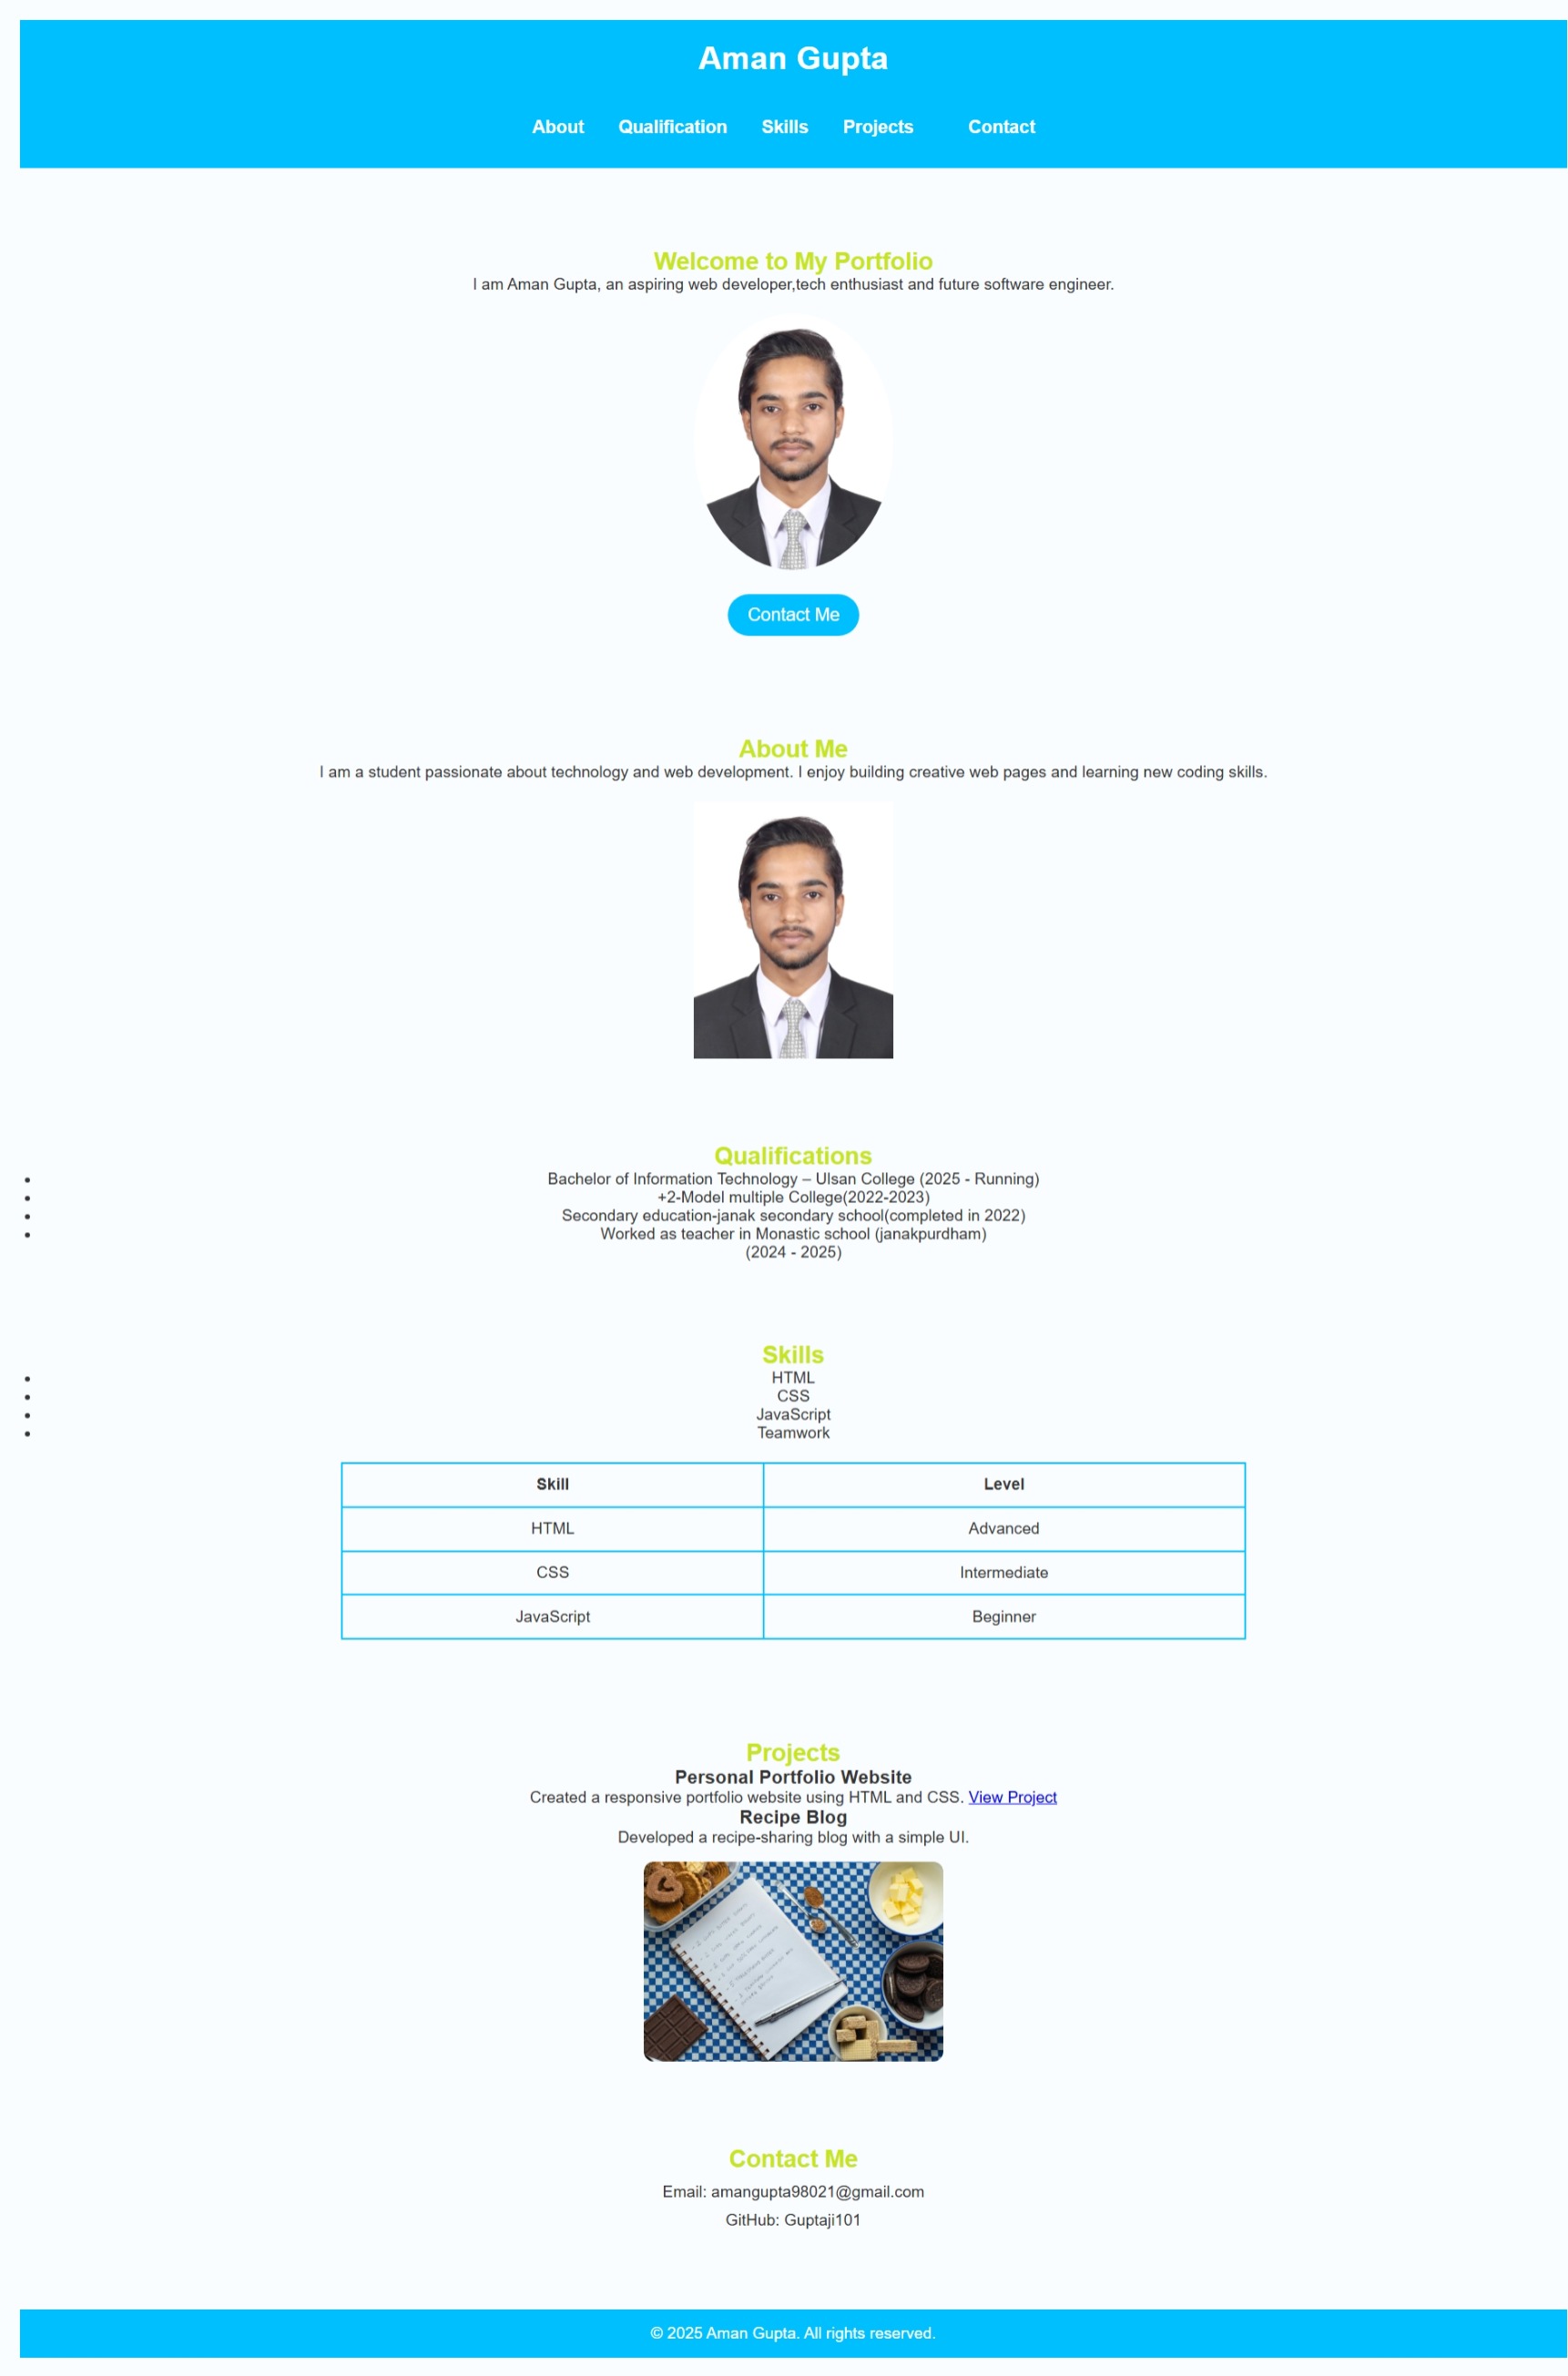 Aman Gupta
About Qualification Skills Projects Contact
Welcome to My Portfolio
I am Aman Gupta, an aspiring web developer,tech enthusiast and future software engineer.
Contact Me
About Me
I am a student passionate about technology and web development. I enjoy building creative web pages and learning new coding skills.
Qualifications
• Bachelor of Information Technology – Ulsan College (2025 - Running)
• +2-Model multiple College(2022-2023)
• Secondary education-janak secondary school(completed in 2022)
• Worked as teacher in Monastic school (janakpurdham)
(2024 - 2025)
Skills
• HTML
• CSS
• JavaScript
• Teamwork
Skill Level
HTML Advanced
CSS Intermediate
JavaScript Beginner
Projects
Personal Portfolio Website
Created a responsive portfolio website using HTML and CSS. View Project
Recipe Blog
Developed a recipe-sharing blog with a simple UI.
Contact Me
Email: amangupta98021@gmail.com
GitHub: Guptaji101
© 2025 Aman Gupta. All rights reserved.